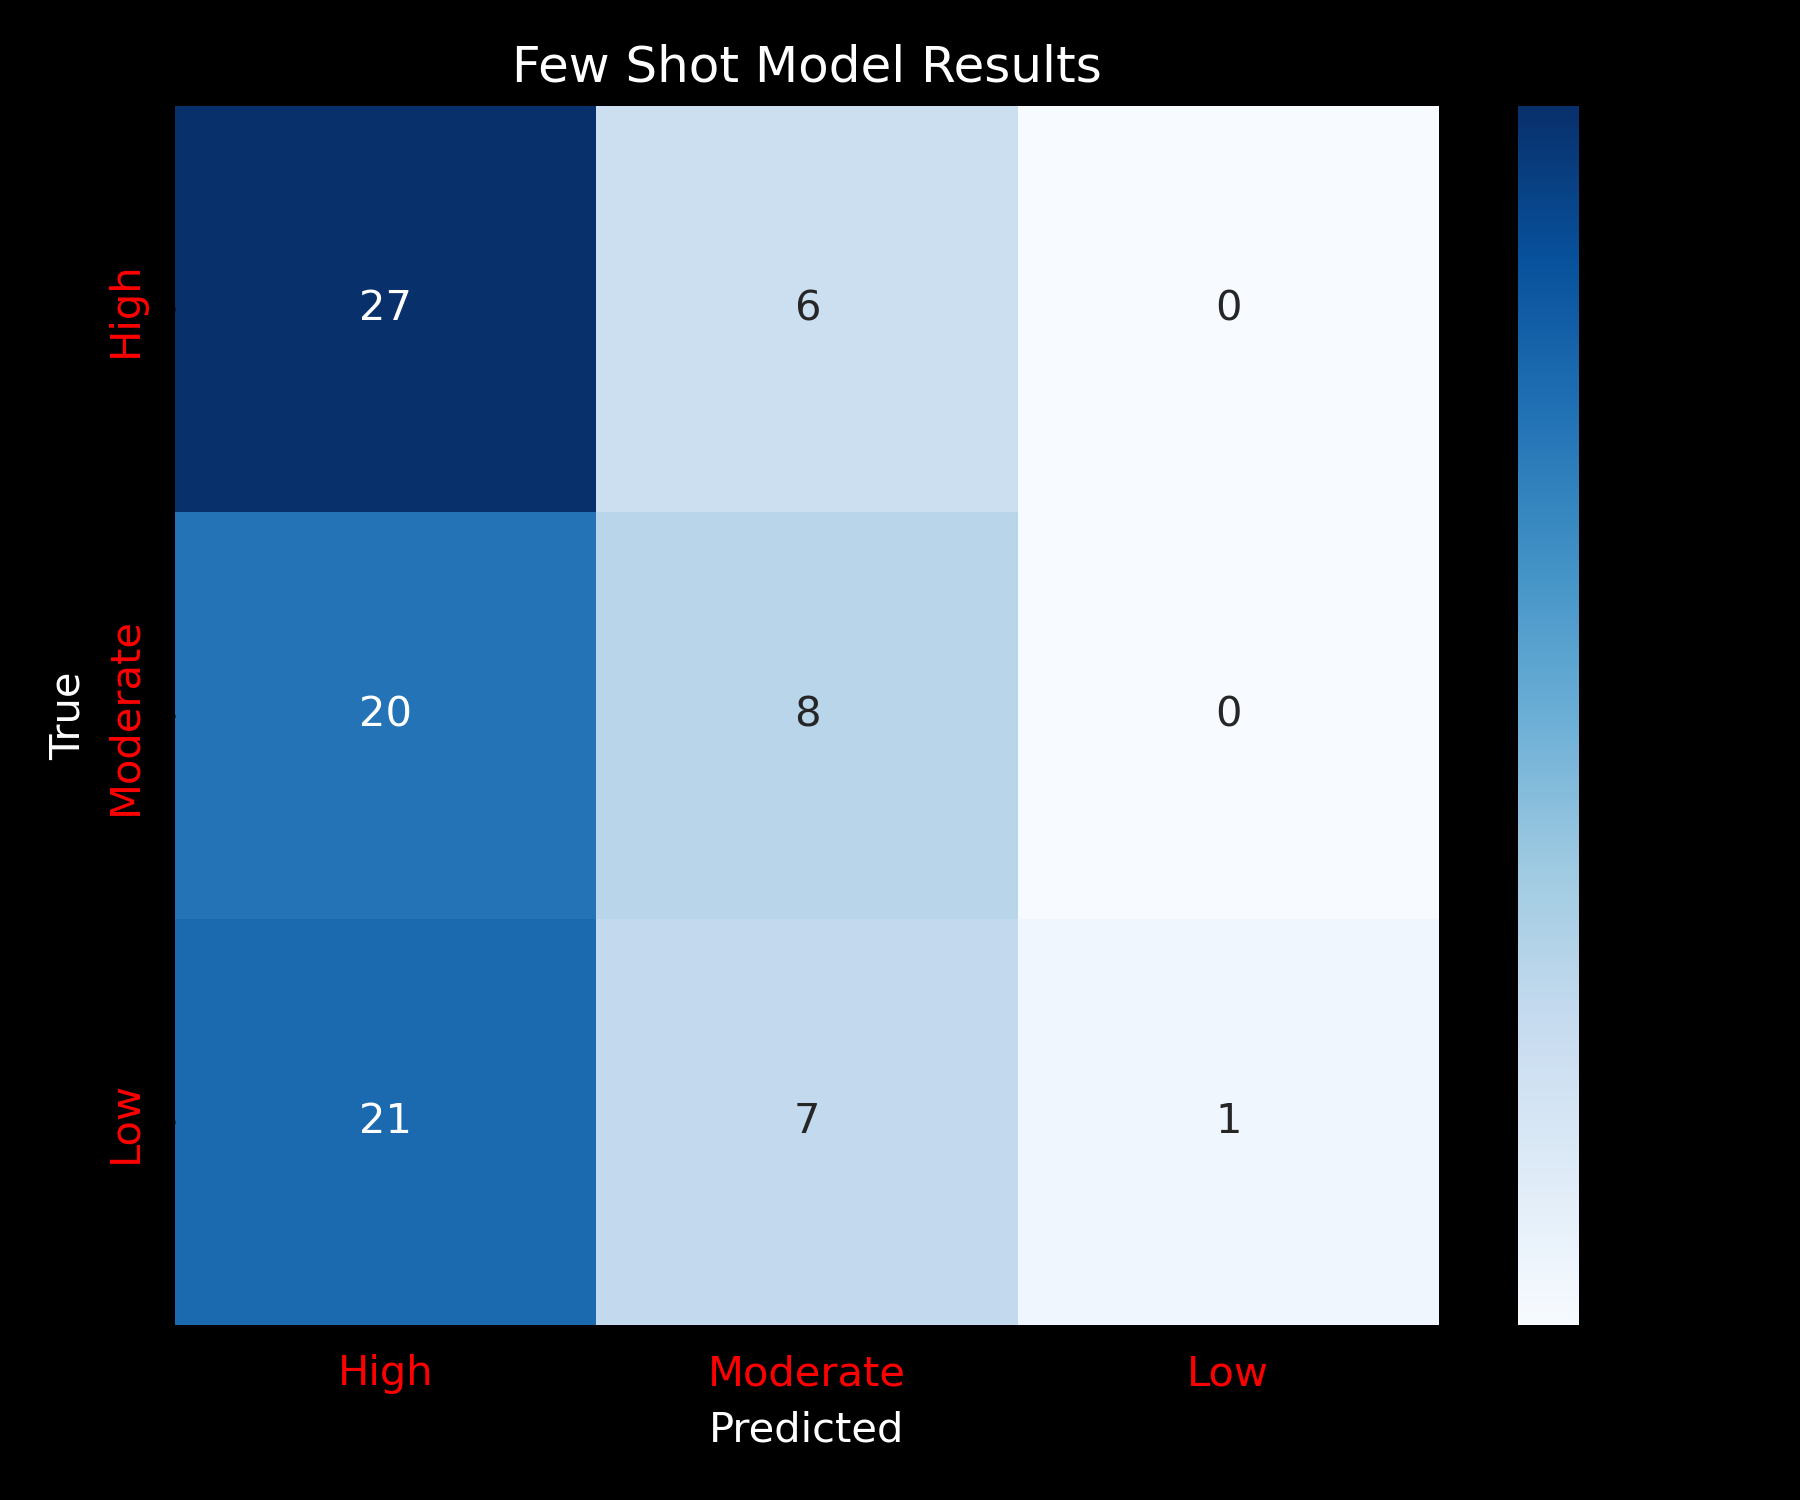 Few Shot Model Results
High
27 6 0
Moderate
20 8 0
True
Low
21 7 1
High Moderate Low
Predicted